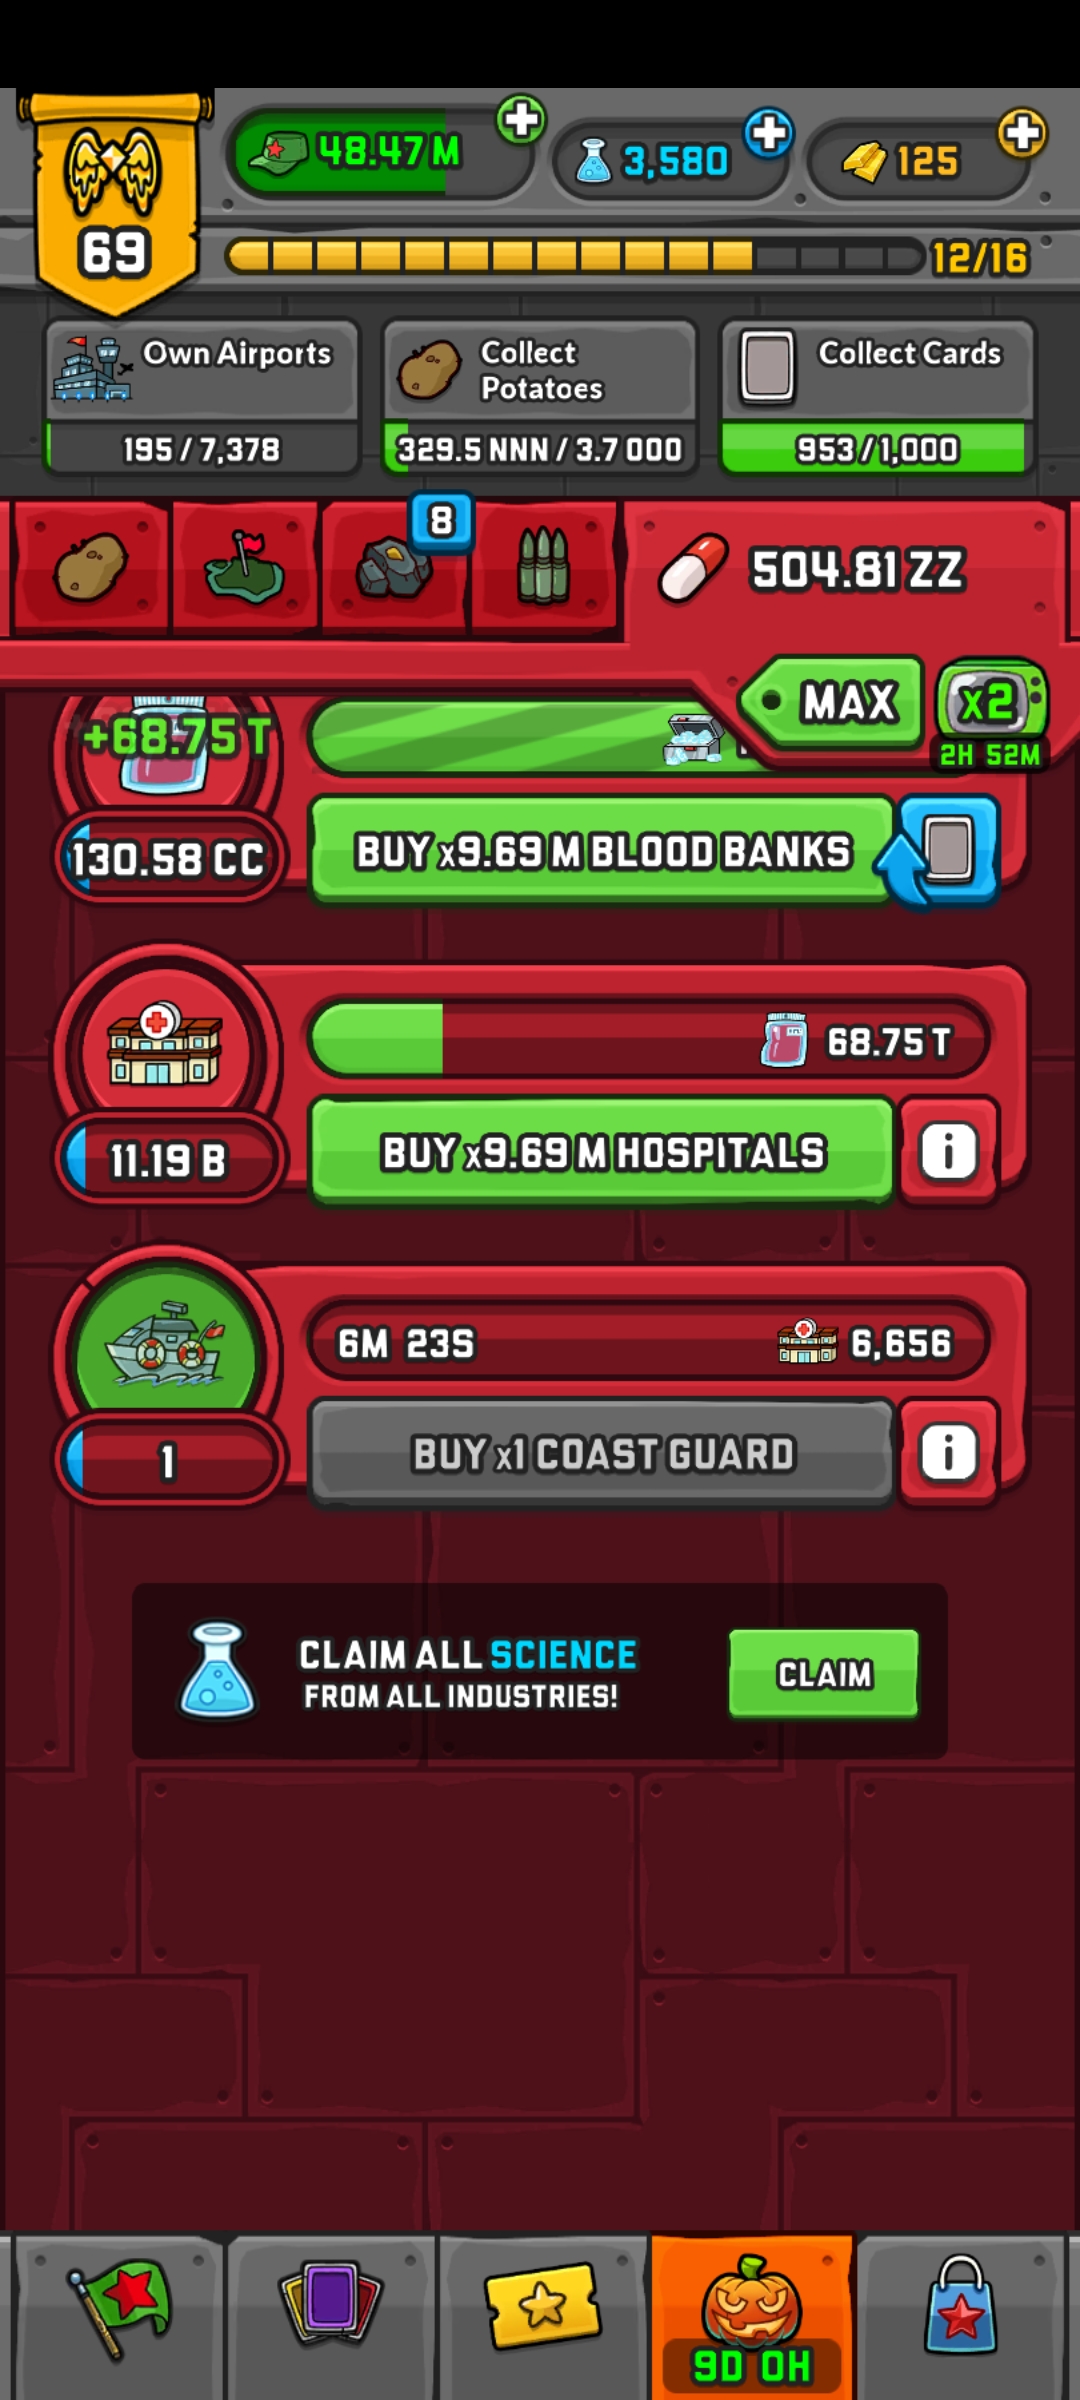 69
48.47 M
3,580
125
12/16
Own Airports
195 / 7,378
Collect
Potatoes
329.5 NNN / 3.7 OOO
Collect Cards
953 / 1,000
8
504.81 ZZ
MAX
x2
2H 52M
+68.75 T
130.58 CC
BUY x9.69 M BLOOD BANKS
68.75 T
11.19 B
BUY x9.69 M HOSPITALS
i
6M 23S
6,656
1
BUY x1 COAST GUARD
i
CLAIM ALL SCIENCE
FROM ALL INDUSTRIES!
CLAIM
9D 0H